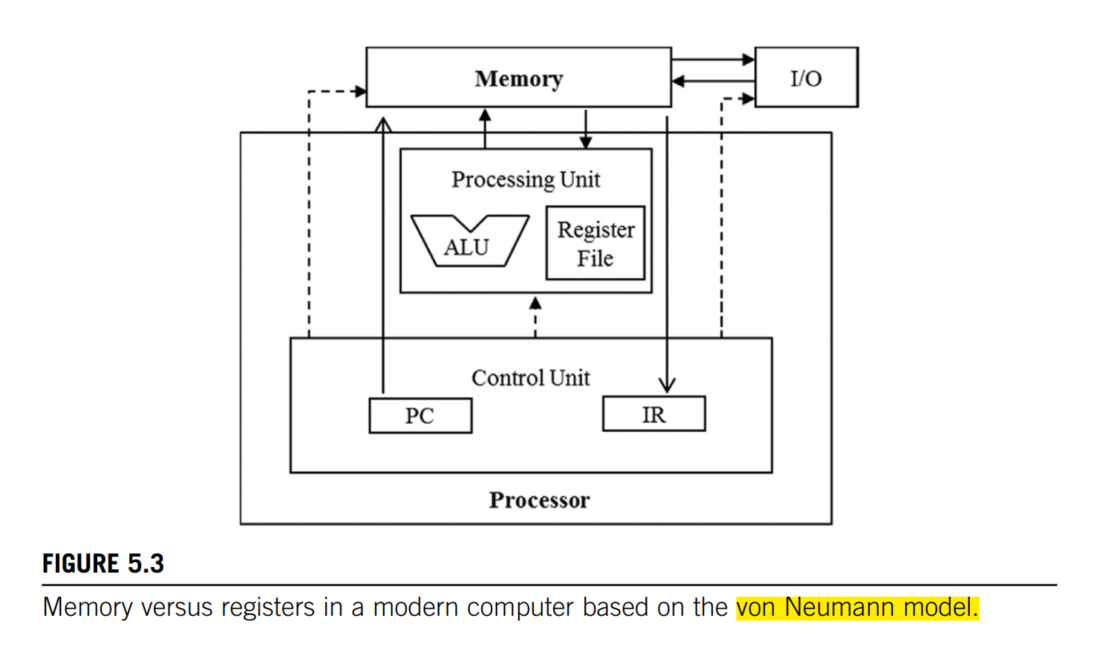 Memory
I/O
Processing Unit
ALU
Register
File
Control Unit
PC
IR
Processor
FIGURE 5.3
Memory versus registers in a modern computer based on the von Neumann model.